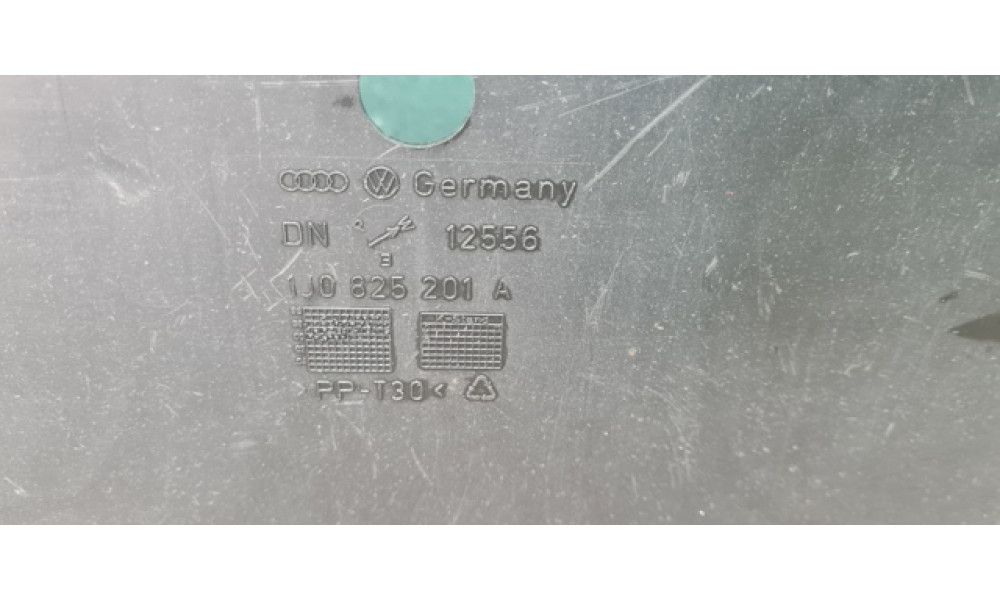 Germany
DN 12556
B
1J0 825 201 A
>PP-T30<